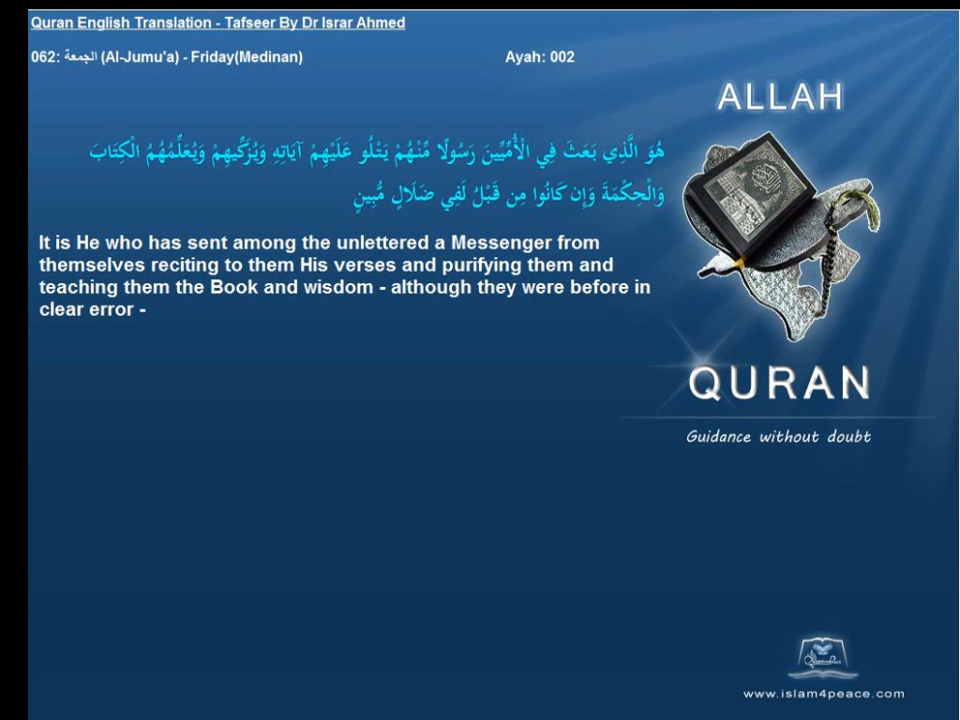 Quran English Translation - Tafseer By Dr Israr Ahmed
062: الجمعة (Al-Jumu'a) - Friday(Medinan) Ayah: 002
ALLAH
هُوَ الَّذِي بَعَثَ فِي الْأُمِّيِّينَ رَسُولًا مِّنْهُمْ يَتْلُو عَلَيْهِمْ آيَاتِهِ وَيُزَكِّيهِمْ وَيُعَلِّمُهُمُ الْكِتَابَ
وَالْحِكْمَةَ وَإِن كَانُوا مِن قَبْلُ لَفِي ضَلَالٍ مُّبِينٍ
It is He who has sent among the unlettered a Messenger from
themselves reciting to them His verses and purifying them and
teaching them the Book and wisdom - although they were before in
clear error -
QURAN
Guidance without doubt
www.islam4peace.com